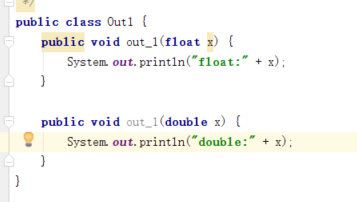 */
public class Out1 {
public void out_1(float x) {
System.out.println("float:" + x);
}
public void out_1(double x) {
System.out.println("double:" + x);
}
}